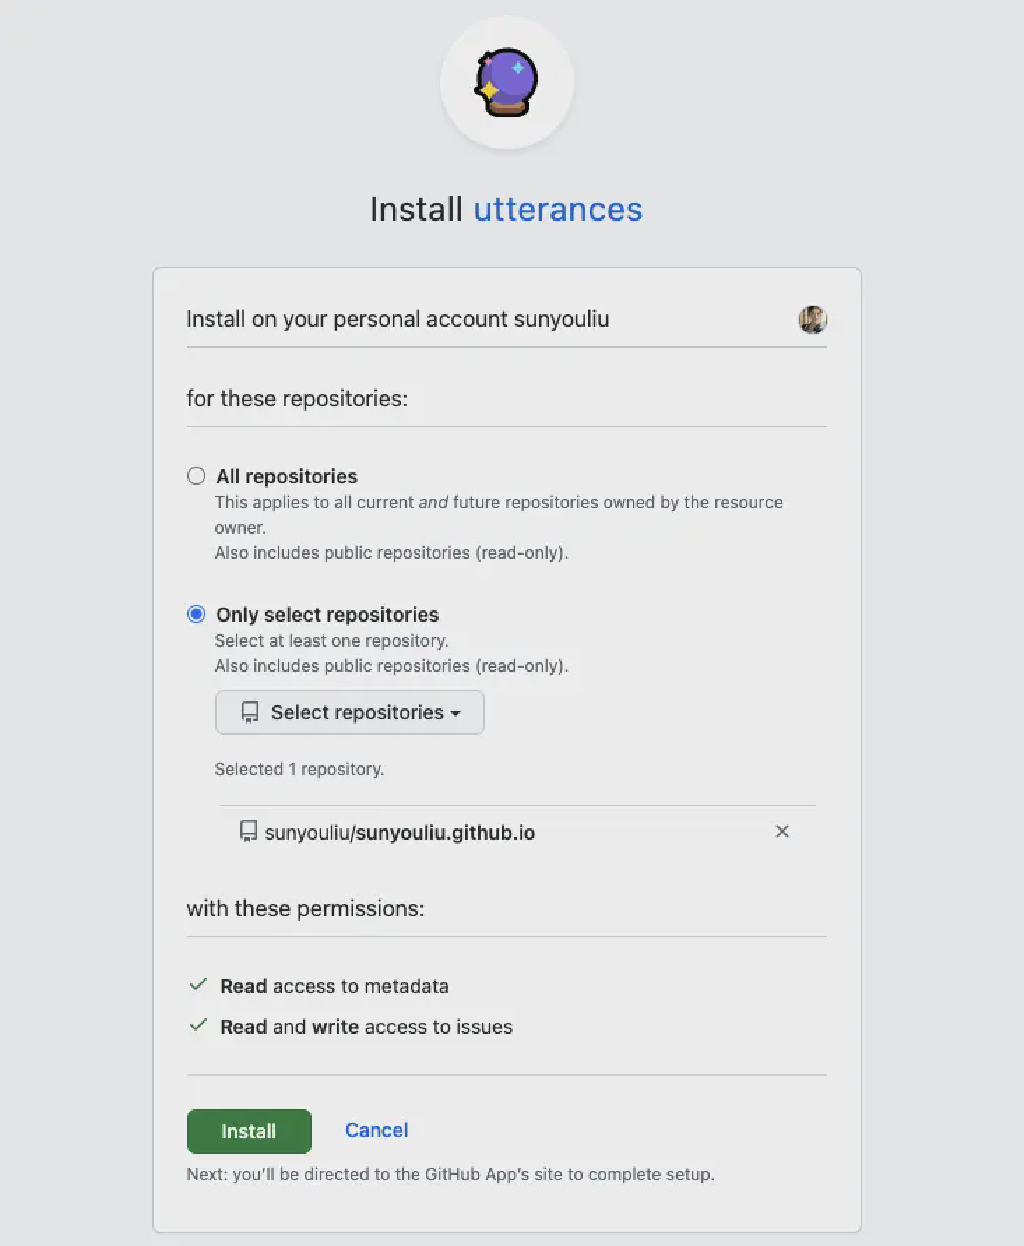 Install utterances
Install on your personal account sunyouliu
for these repositories:
All repositories
This applies to all current and future repositories owned by the resource
owner.
Also includes public repositories (read-only).
Only select repositories
Select at least one repository.
Also includes public repositories (read-only).
Select repositories
Selected 1 repository.
sunyouliu/sunyouliu.github.io
with these permissions:
Read access to metadata
Read and write access to issues
Install Cancel
Next: you'll be directed to the GitHub App's site to complete setup.